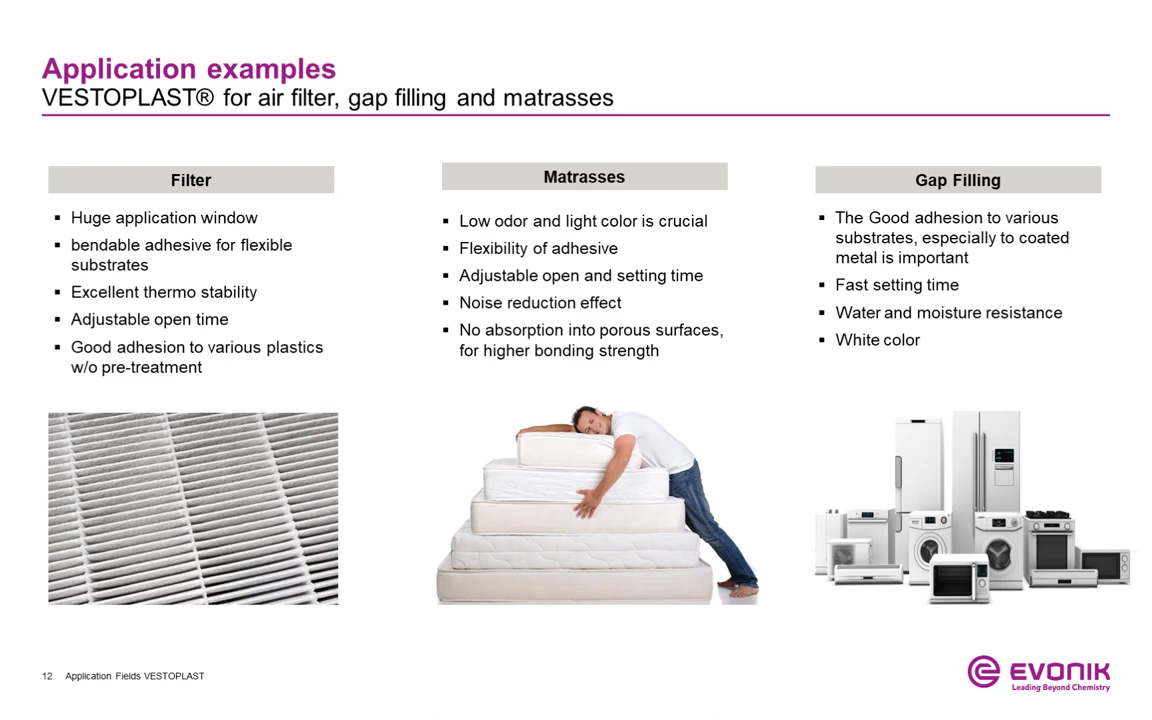 Application examples
VESTOPLAST® for air filter, gap filling and matrasses
Filter
▪ Huge application window
▪ bendable adhesive for flexible
substrates
▪ Excellent thermo stability
▪ Adjustable open time
▪ Good adhesion to various plastics
w/o pre-treatment
Matrasses
▪ Low odor and light color is crucial
▪ Flexibility of adhesive
▪ Adjustable open and setting time
▪ Noise reduction effect
▪ No absorption into porous surfaces,
for higher bonding strength
Gap Filling
▪ The Good adhesion to various
substrates, especially to coated
metal is important
▪ Fast setting time
▪ Water and moisture resistance
▪ White color
12 Application Fields VESTOPLAST
EVONIK
Leading Beyond Chemistry